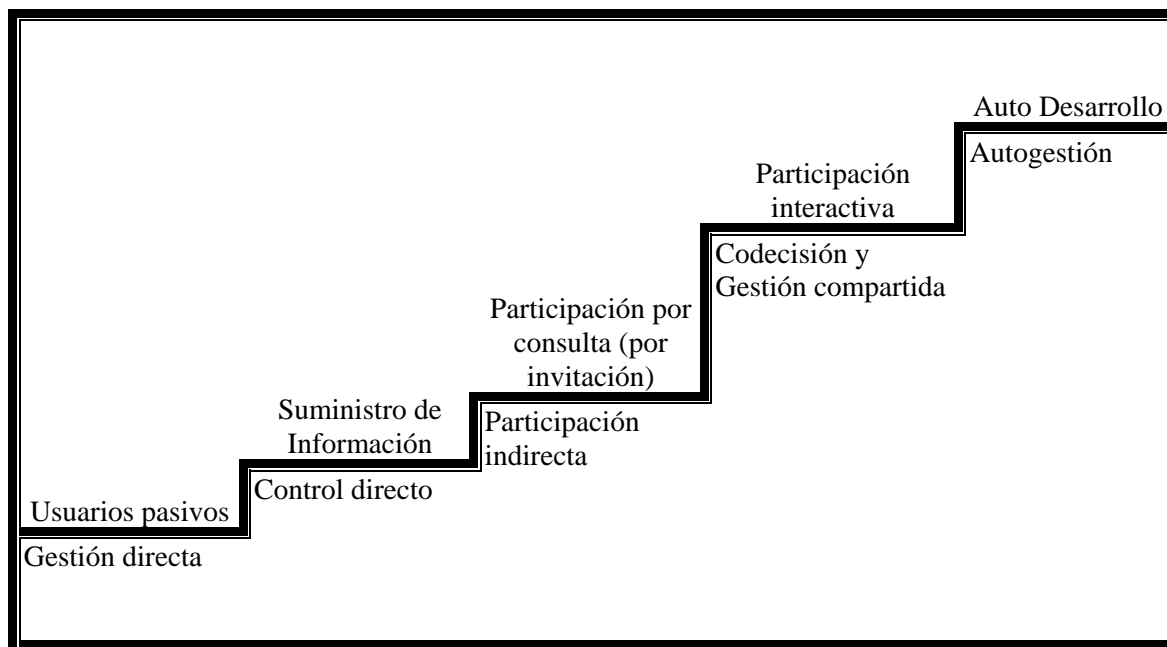 Auto Desarrollo
Autogestión
Participación
interactiva
Codecisión y
Gestión compartida
Participación por
consulta (por
invitación)
Participación
indirecta
Suministro de
Información
Control directo
Usuarios pasivos
Gestión directa